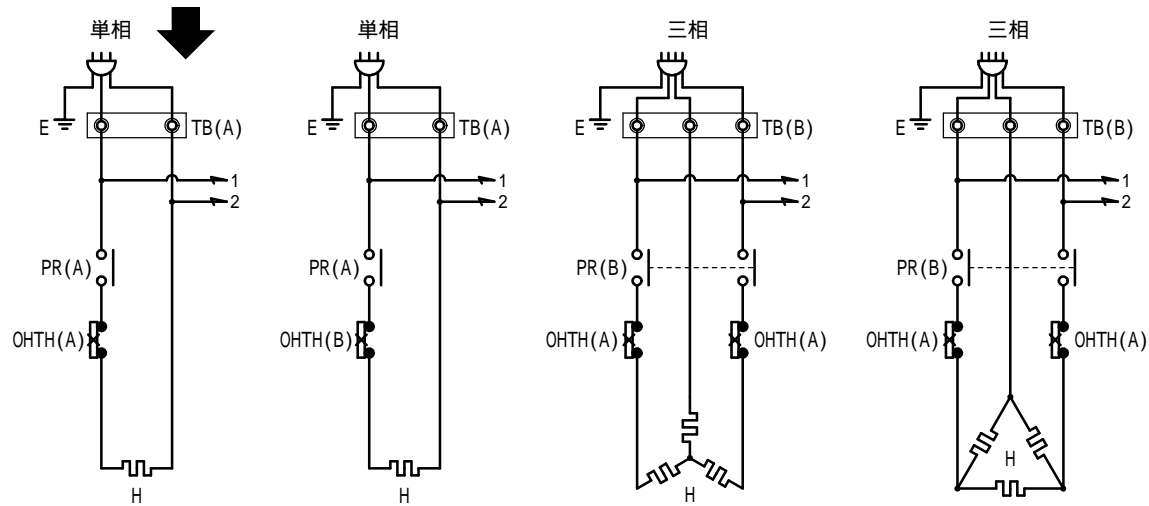 単相
E
TB(A)
1
2
PR(A)
OHTH(A)
H
単相
E
TB(A)
1
2
PR(A)
OHTH(B)
H
三相
E
TB(B)
1
2
PR(B)
OHTH(A)
OHTH(A)
H
三相
E
TB(B)
1
2
PR(B)
OHTH(A)
OHTH(A)
H